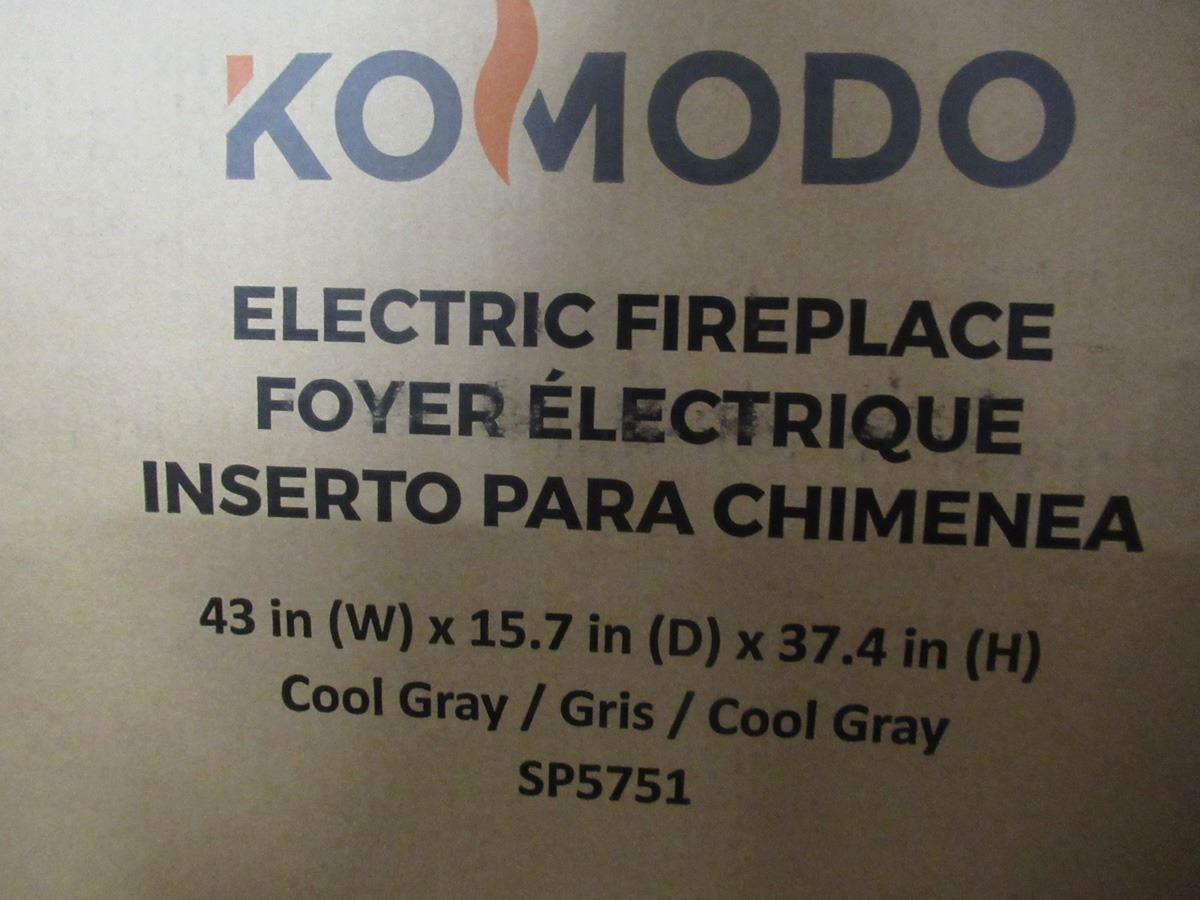 KOMODO
ELECTRIC FIREPLACE
FOYER ÉLECTRIQUE
INSERTO PARA CHIMENEA
43 in (W) x 15.7 in (D) x 37.4 in (H)
Cool Gray / Gris / Cool Gray
SP5751